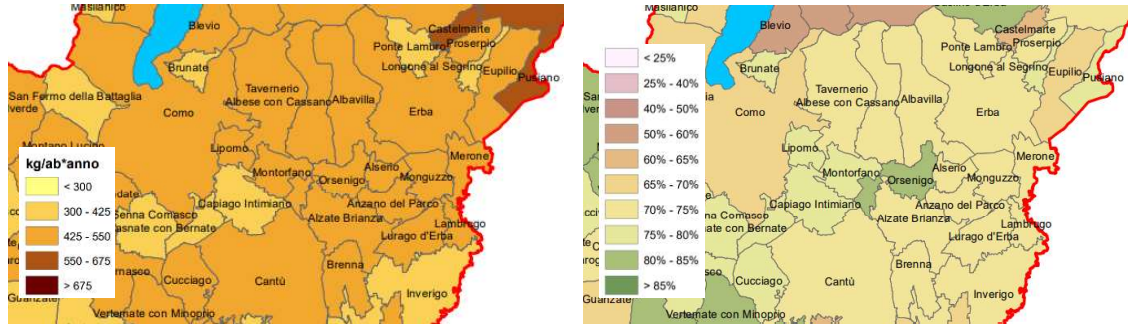 Blevio
Castelmarte
Ponte Lambro
Proserpio
Longone al Segrino
Eupilio
Pusiano
Brunate
San Fermo della Battaglia
Como
Tavernerio
Albese con Cassano
Albavilla
Erba
Lipomo
Montorfano
Orsenigo
Alserio
Merone
Monguzzo
Capiago Intimiano
Anzano del Parco
Alzate Brianza
Lambrugo
Lurago d'Erba
Senna Comasco
Brenna
Cucciago
Cantù
Inverigo
Vertemate con Minoprio
kg/ab*anno
< 300
300 - 425
425 - 550
550 - 675
> 675
Blevio
Castelmarte
Ponte Lambro
Proserpio
Longone al Segrino
Eupilio
Pusiano
Brunate
Como
Tavernerio
Albese con Cassano
Albavilla
Erba
Lipomo
Montorfano
Orsenigo
Alserio
Merone
Monguzzo
Capiago Intimiano
Anzano del Parco
Alzate Brianza
Lambrugo
Lurago d'Erba
Senna Comasco
asnate con Bernate
Brenna
Cucciago
Cantù
Inverigo
Vertemate con Minoprio
< 25%
25% - 40%
40% - 50%
50% - 60%
60% - 65%
65% - 70%
70% - 75%
75% - 80%
80% - 85%
> 85%